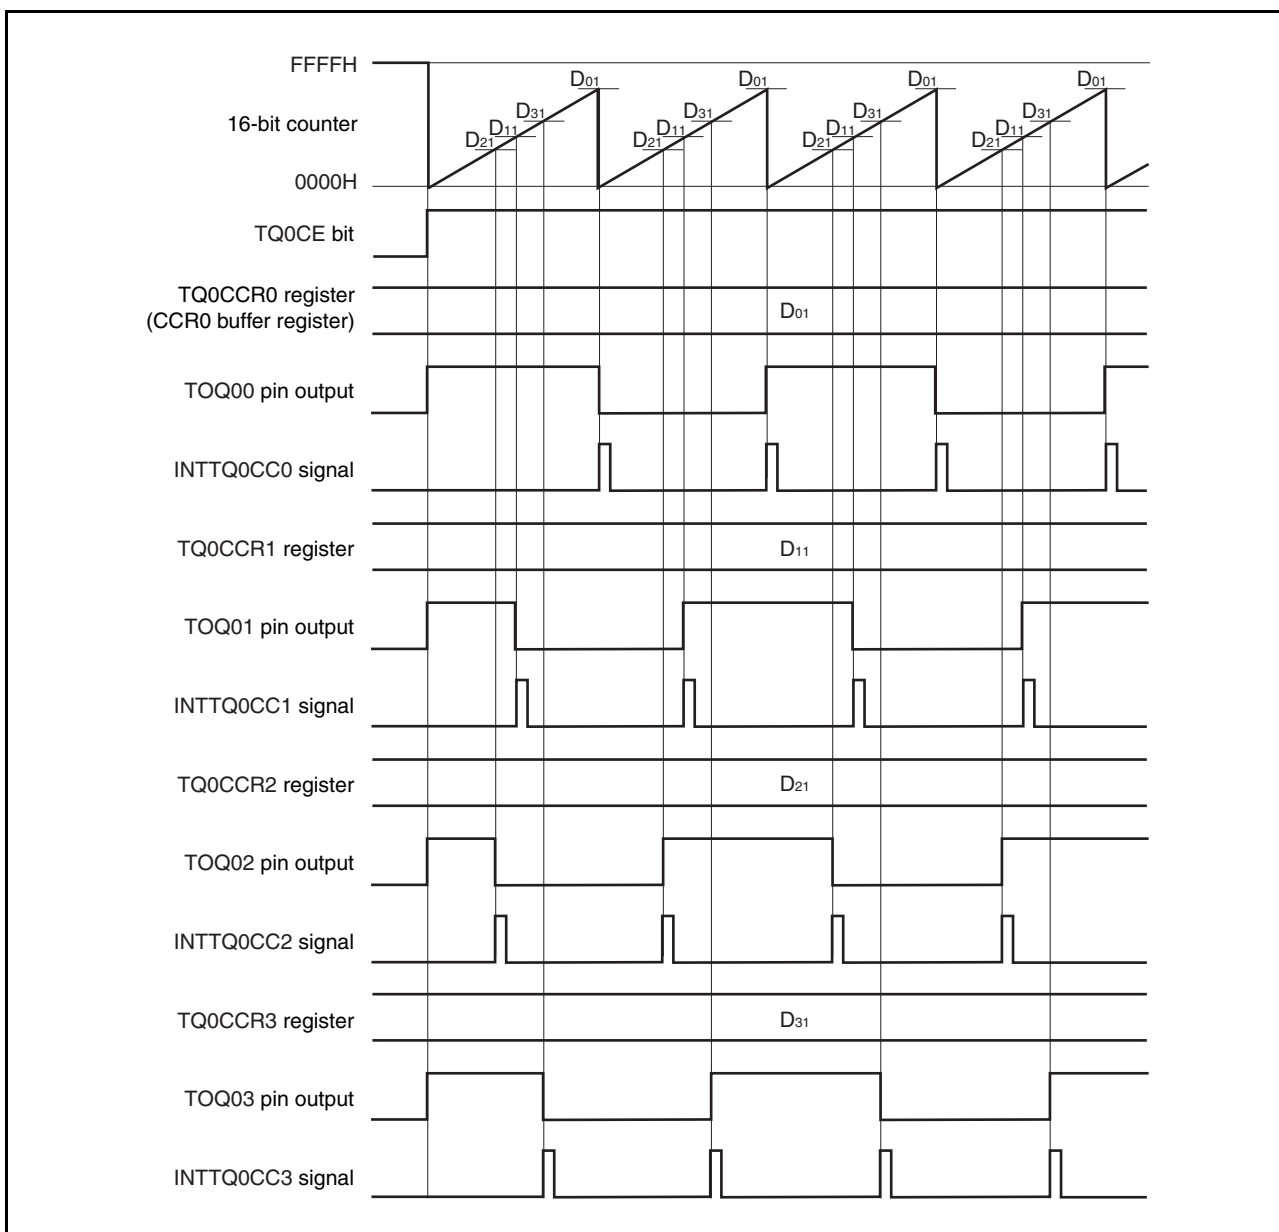 FFFFH
D01 D01 D01 D01
D31 D31 D31 D31
16-bit counter
D11 D11 D11 D11
D21 D21 D21 D21
0000H
TQ0CE bit
TQ0CCR0 register
(CCR0 buffer register)
D01
TOQ00 pin output
INTTQ0CC0 signal
TQ0CCR1 register
D11
TOQ01 pin output
INTTQ0CC1 signal
TQ0CCR2 register
D21
TOQ02 pin output
INTTQ0CC2 signal
TQ0CCR3 register
D31
TOQ03 pin output
INTTQ0CC3 signal